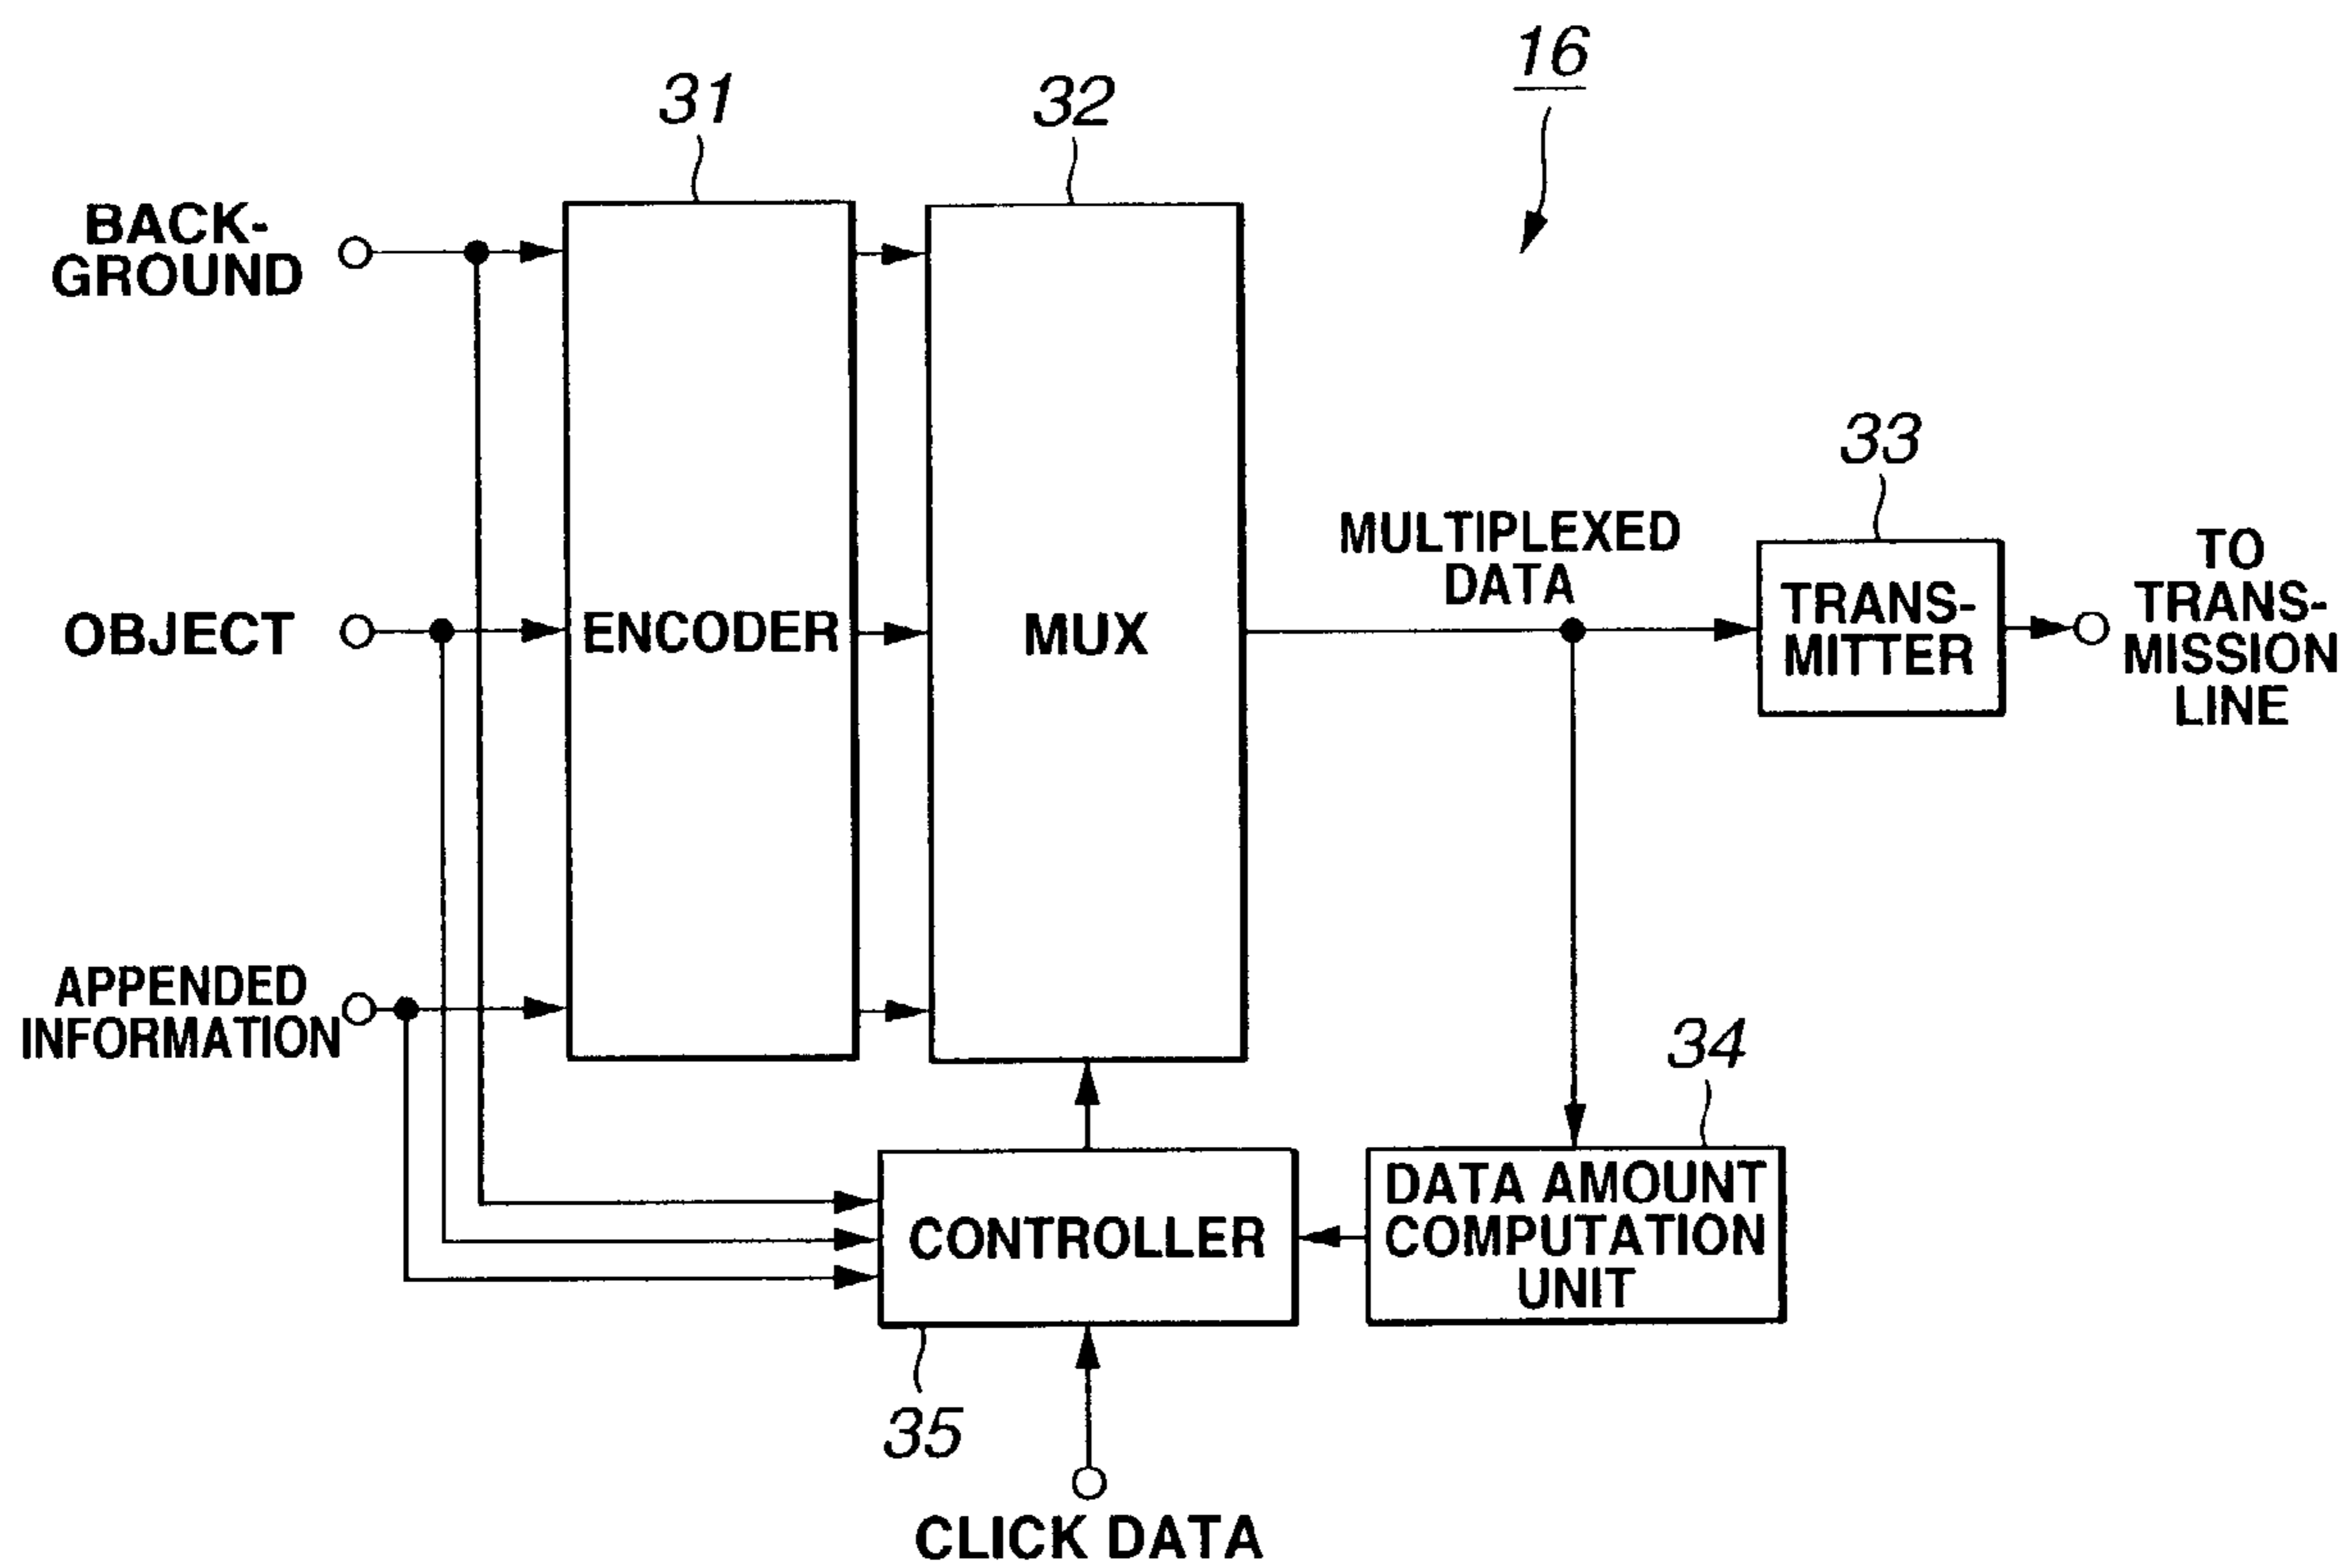 16
31
32
BACK-
GROUND
33
MULTIPLEXED
DATA
TO
TRANS-
MISSION
LINE
TRANS-
MITTER
OBJECT
ENCODER
MUX
APPENDED
INFORMATION
34
DATA AMOUNT
COMPUTATION
UNIT
CONTROLLER
35
CLICK DATA